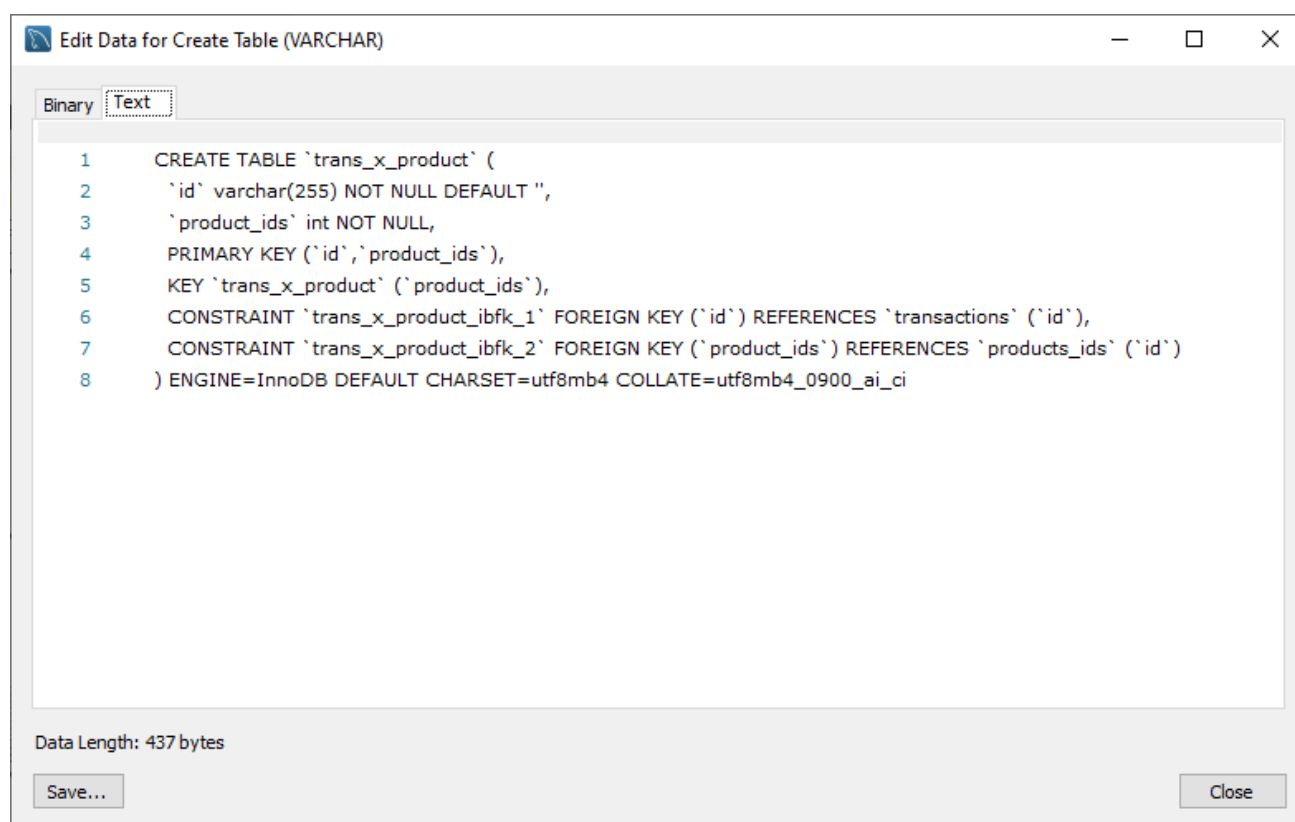 Edit Data for Create Table (VARCHAR)
Binary Text
1 CREATE TABLE `trans_x_product` (
2 `id` varchar(255) NOT NULL DEFAULT '',
3 `product_ids` int NOT NULL,
4 PRIMARY KEY (`id`,`product_ids`),
5 KEY `trans_x_product` (`product_ids`),
6 CONSTRAINT `trans_x_product_ibfk_1` FOREIGN KEY (`id`) REFERENCES `transactions` (`id`),
7 CONSTRAINT `trans_x_product_ibfk_2` FOREIGN KEY (`product_ids`) REFERENCES `products_ids` (`id`)
8 ) ENGINE=InnoDB DEFAULT CHARSET=utf8mb4 COLLATE=utf8mb4_0900_ai_ci
Data Length: 437 bytes
Save... Close